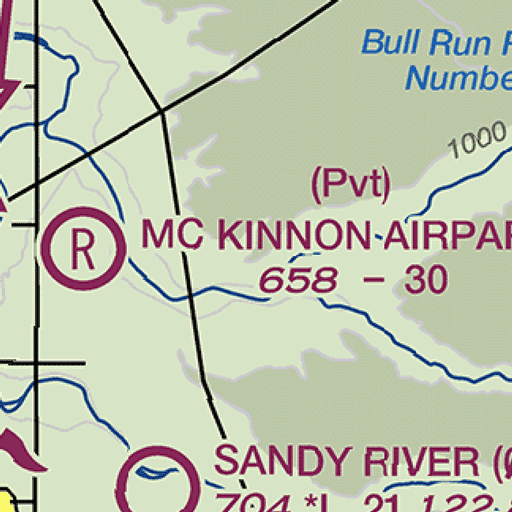 Bull Run
Numbe
1000
(Pvt)
R
MC KINNON AIRPAR
658 – 30
SANDY RIVER (
704 *L 21 122.